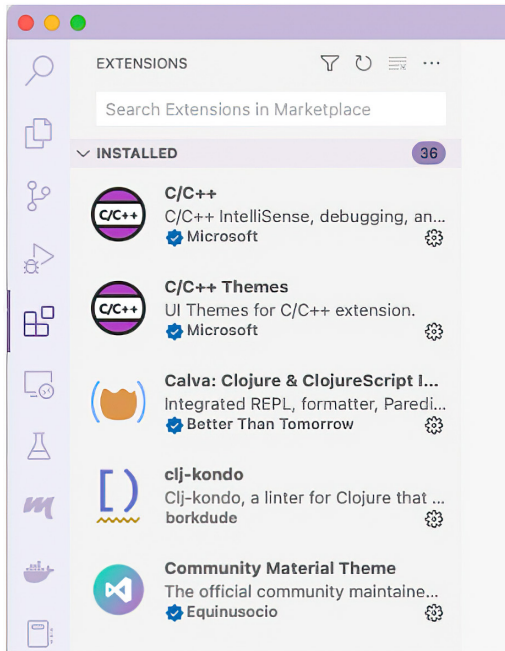 EXTENSIONS
Search Extensions in Marketplace
INSTALLED 36
C/C++
C/C++
C/C++ IntelliSense, debugging, an...
Microsoft
C/C++ Themes
C/C++
UI Themes for C/C++ extension.
Microsoft
Calva: Clojure & ClojureScript I...
Integrated REPL, formatter, Paredi...
Better Than Tomorrow
clj-kondo
Clj-kondo, a linter for Clojure that ...
borkdude
Community Material Theme
The official community maintaine...
Equinusocio